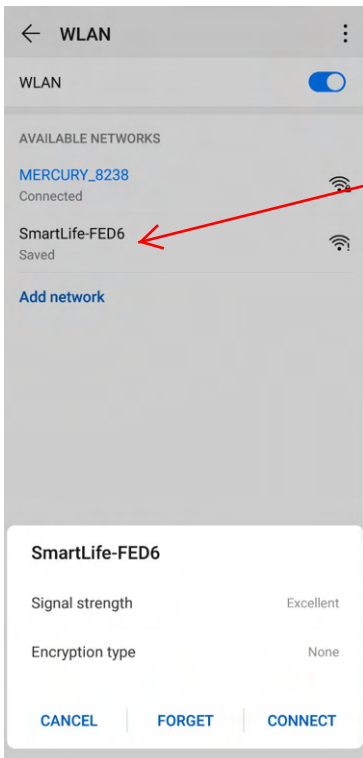 WLAN
WLAN
AVAILABLE NETWORKS
MERCURY_8238
Connected
SmartLife-FED6
Saved
Add network
SmartLife-FED6
Signal strength Excellent
Encryption type None
CANCEL FORGET CONNECT